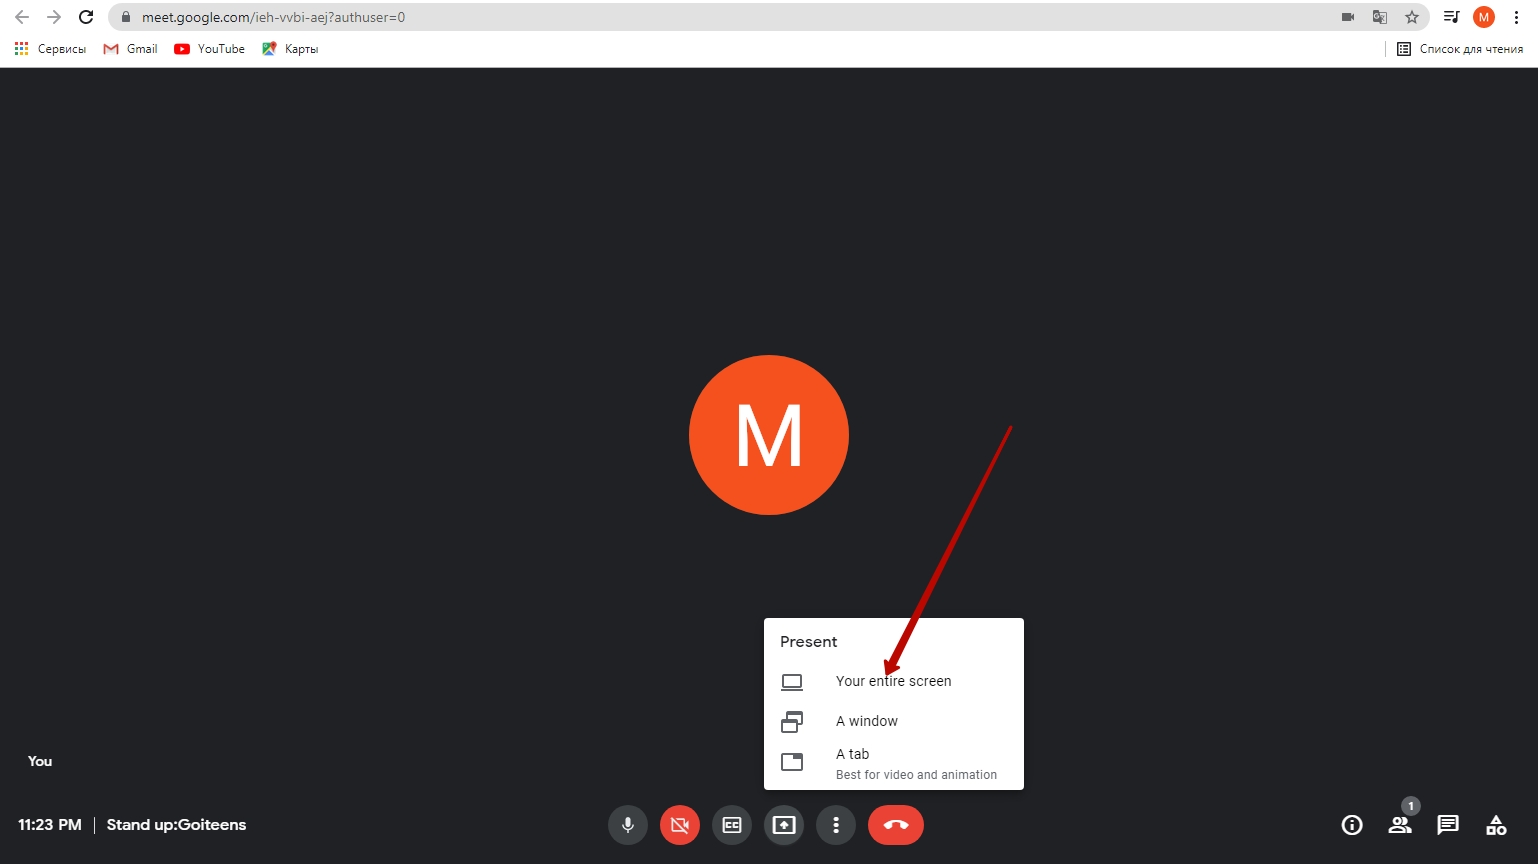 meet.google.com/ieh-vvbi-aej?authuser=0
M
Сервисы Gmail YouTube Карты
Список для чтения
M
Present
Your entire screen
A window
A tab
Best for video and animation
You
11:23 PM | Stand up:Goiteens
CC
1